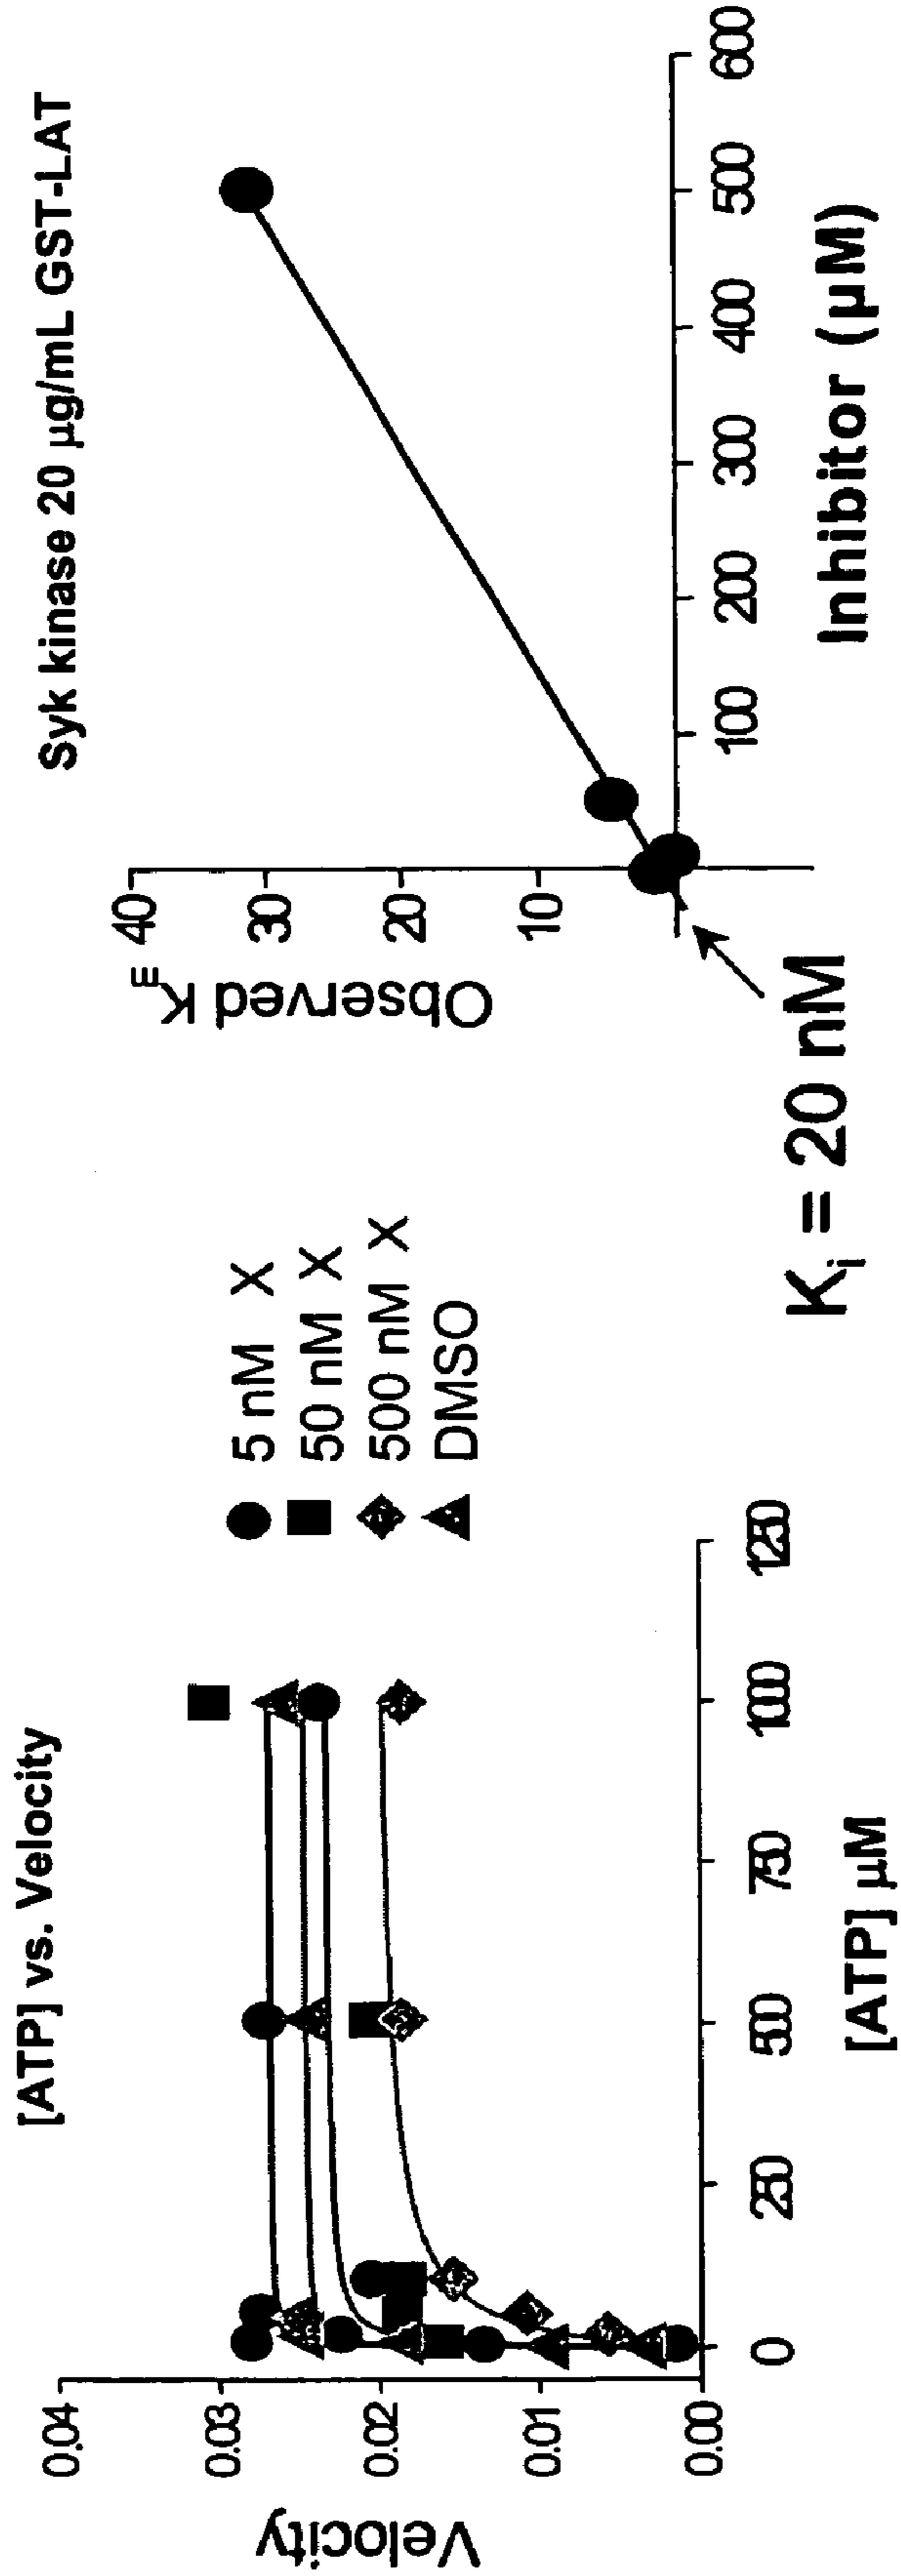 [ATP] vs. Velocity
Velocity
0.04
0.03
0.02
0.01
0.00
0
250
500
750
1000
1250
[ATP] µM
5 nM X
50 nM X
500 nM X
DMSO
Syk kinase 20 µg/mL GST-LAT
Observed Km
40
30
20
10
100
200
300
400
500
600
Inhibitor (µM)
Ki = 20 nM